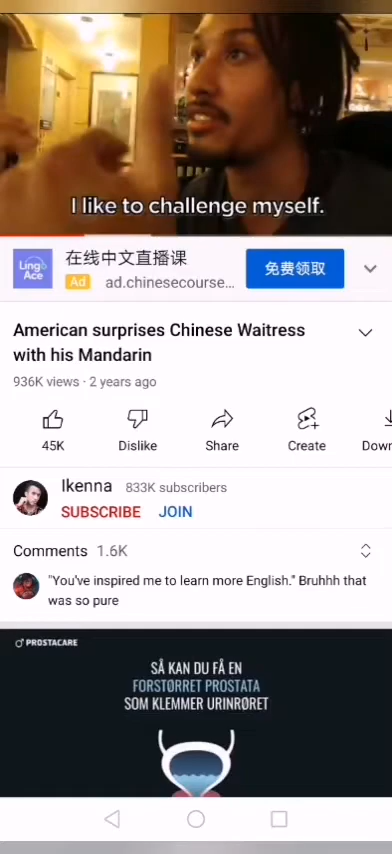 I like to challenge myself.
Ling
Ace
在线中文直播课
Ad ad.chinesecourse...
免费领取
American surprises Chinese Waitress
with his Mandarin
936K views · 2 years ago
45K
Dislike
Share
Create
Down
Ikenna 833K subscribers
SUBSCRIBE JOIN
Comments 1.6K
"You've inspired me to learn more English." Bruhhh that
was so pure
PROSTACARE
SÅ KAN DU FÅ EN
FORSTØRRET PROSTATA
SOM KLEMMER URINRØRET